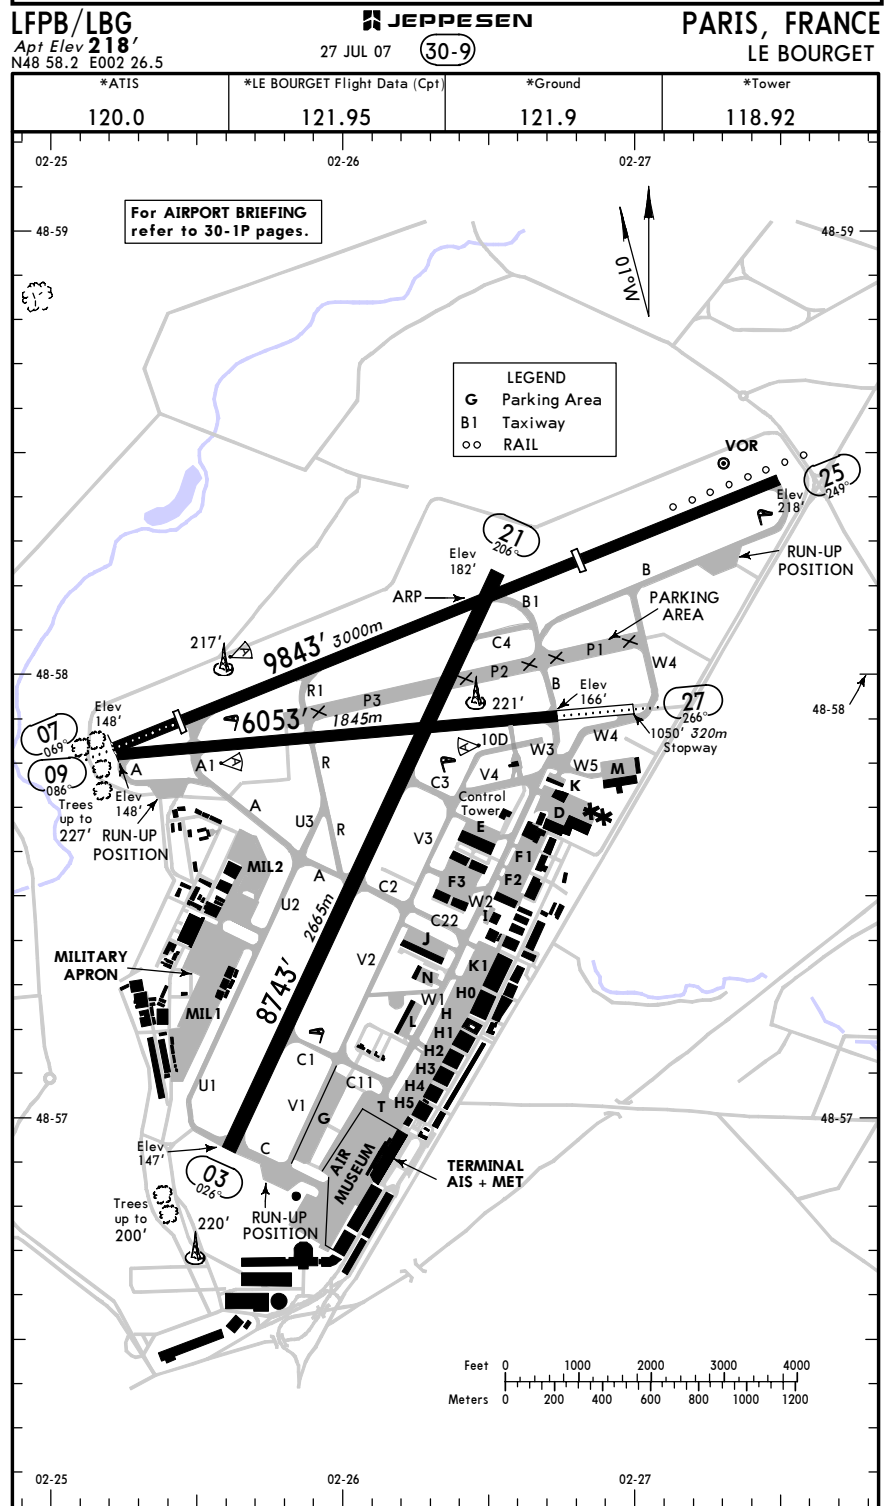 LFPB/LBG
Apt Elev 218'
N48 58.2 E002 26.5
JEPPESEN
27 JUL 07 30-9
PARIS, FRANCE
LE BOURGET
*ATIS
120.0
*LE BOURGET Flight Data (Cpt)
121.95
*Ground
121.9
*Tower
118.92
02-25 02-26 02-27
For AIRPORT BRIEFING
refer to 30-1P pages.
48-59 48-59
01°W
LEGEND
G Parking Area
B1 Taxiway
RAIL
VOR
25
249°
Elev
218'
21
206°
Elev
182'
RUN-UP
POSITION
B
ARP
B1
PARKING
AREA
C4
P1
217'
9843' 3000m
P2
W4
48-58
R1
P3
B
Elev
166'
27
266°
48-58
221'
Elev
148'
07
069°
6053'
1845m
W4
1050' 320m
Stopway
10D
W3
09
086°
A
A1
R
C3
V4
W5
M
K
Trees
up to
227'
Elev
148'
A
Control
Tower
D
RUN-UP
POSITION
U3
R
V3
E
F1
MIL2
A
F3
F2
C2
U2
W2
I
C22
2665m
J
MILITARY
APRON
V2
K1
N
8743'
H0
W1
MIL1
L
H
H1
H2
C1
H3
U1
C11
H4
V1
H5
T
48-57
G
48-57
Elev
147'
C
AIR
MUSEUM
TERMINAL
AIS + MET
03
026°
Trees
up to
200'
RUN-UP
POSITION
220'
Feet 0 1000 2000 3000 4000
Meters 0 200 400 600 800 1000 1200
02-25 02-26 02-27